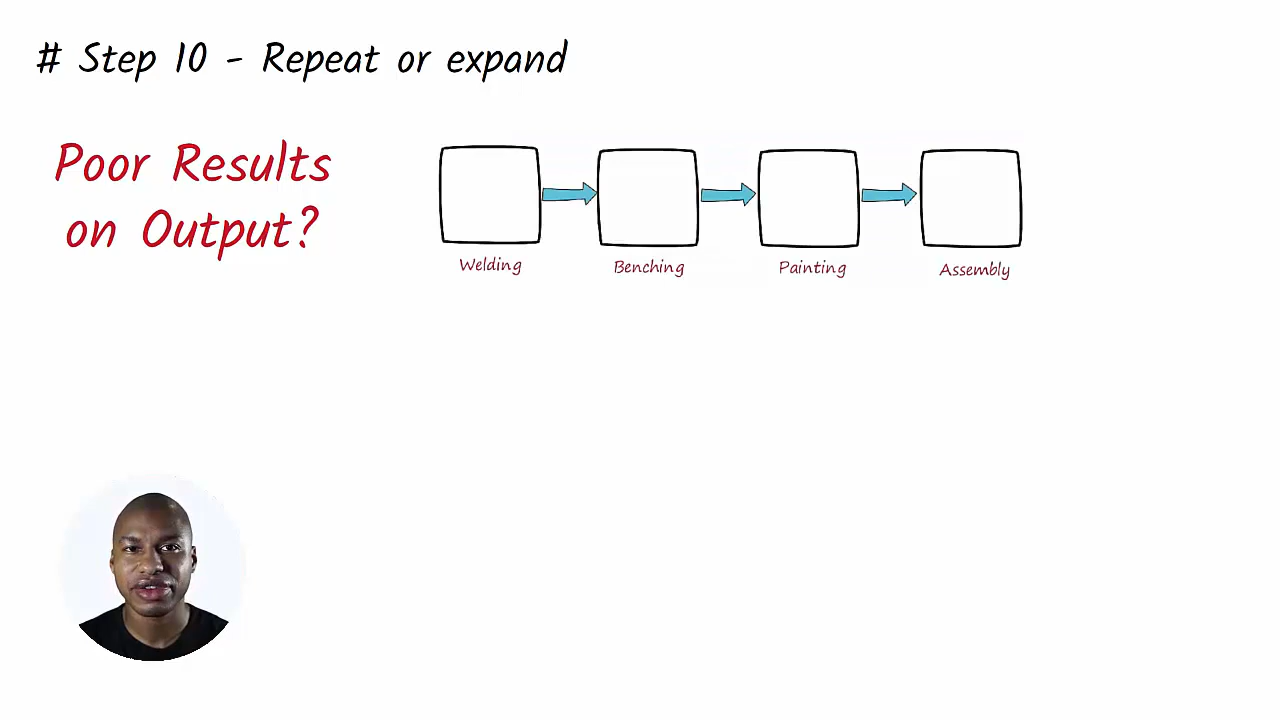 # Step 10 - Repeat or expand
Poor Results
on Output?
Welding
Benching
Painting
Assembly